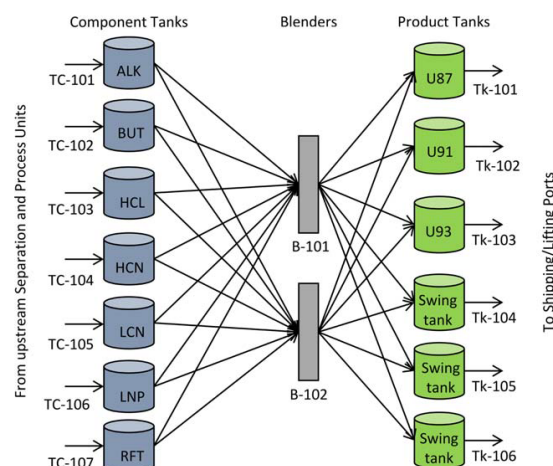 Component Tanks
Blenders
Product Tanks
From upstream Separation and Process Units
TC-101
ALK
TC-102
BUT
TC-103
HCL
TC-104
HCN
TC-105
LCN
TC-106
LNP
TC-107
RFT
B-101
B-102
U87
Tk-101
U91
Tk-102
U93
Tk-103
Swing
tank
Tk-104
Swing
tank
Tk-105
Swing
tank
Tk-106
To Shipping/Lifting Ports